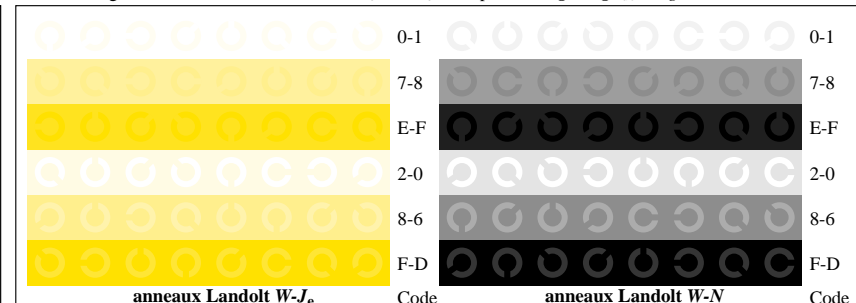 0-1 0-1
7-8 7-8
E-F E-F
2-0 2-0
8-6 8-6
F-D F-D
anneaux Landolt W-Je Code anneaux Landolt W-N Code